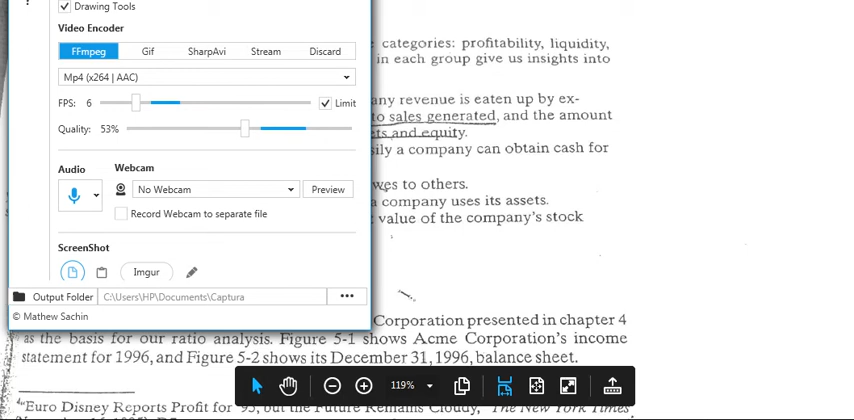 Drawing Tools
Video Encoder
FFmpeg Gif SharpAvi Stream Discard
Mp4 (x264 | AAC)
FPS: 6 Limit
Quality: 53%
Audio Webcam
No Webcam Preview
Record Webcam to separate file
ScreenShot
Imgur
Output Folder C:\Users\HP\Documents\Captura •••
© Mathew Sachin
categories: profitability, liquidity,
in each group give us insights into
any revenue is eaten up by ex-
to sales generated, and the amount
ets and equity.
sily a company can obtain cash for
wes to others.
a company uses its assets.
t value of the company's stock
Corporation presented in chapter 4
as the basis for our ratio analysis. Figure 5-1 shows Acme Corporation's income
statement for 1996, and Figure 5-2 shows its December 31, 1996, balance sheet.
119%
4"Euro Disney Reports Profit for '95, but the Future Remains Cloudy," The New York Times